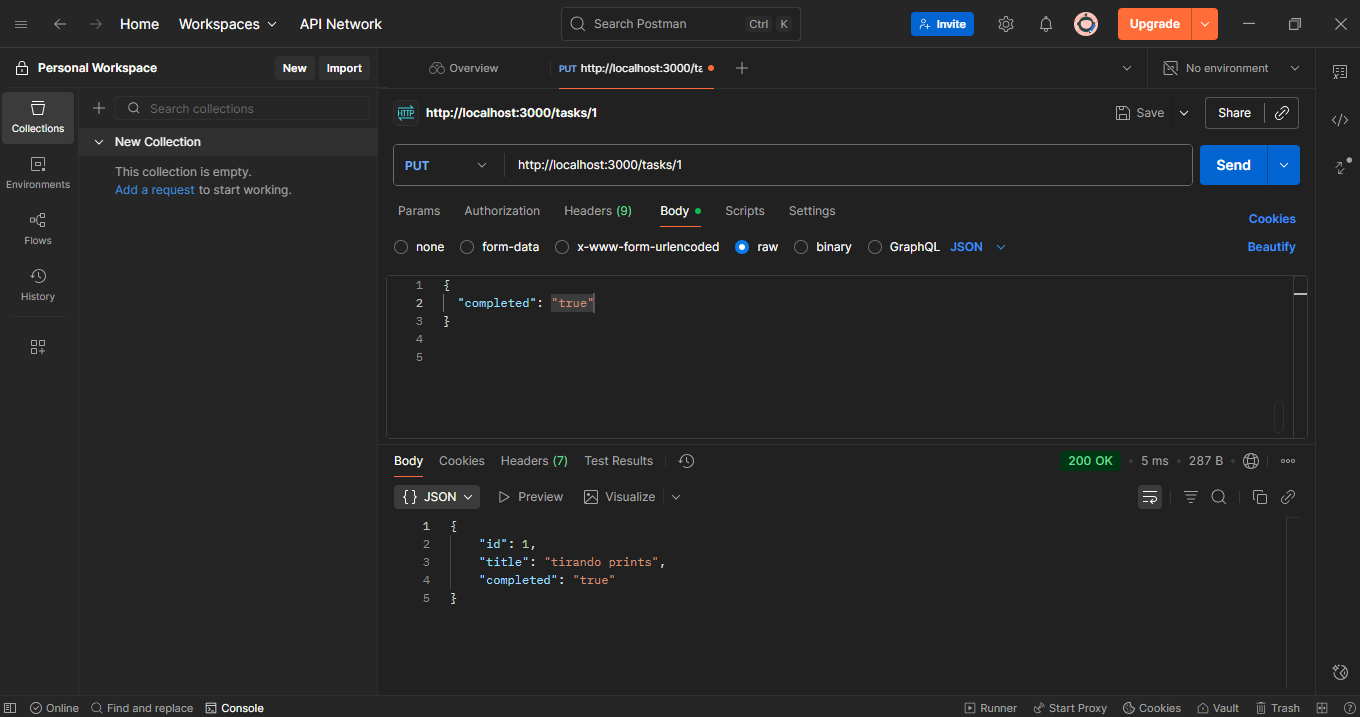 Home Workspaces API Network Search Postman Ctrl K Invite Upgrade
Personal Workspace New Import Overview PUT http://localhost:3000/ta No environment
Collections
Environments
Flows
History
Search collections
New Collection
This collection is empty.
Add a request to start working.
HTTP http://localhost:3000/tasks/1 Save Share
PUT http://localhost:3000/tasks/1 Send
Params Authorization Headers (9) Body Scripts Settings Cookies
none form-data x-www-form-urlencoded raw binary GraphQL JSON Beautify
1 {
2 "completed": "true"
3 }
4
5
Body Cookies Headers (7) Test Results 200 OK • 5 ms • 287 B •
{} JSON Preview Visualize
1 {
2 "id": 1,
3 "title": "tirando prints",
4 "completed": "true"
5 }
Online Find and replace Console Runner Start Proxy Cookies Vault Trash